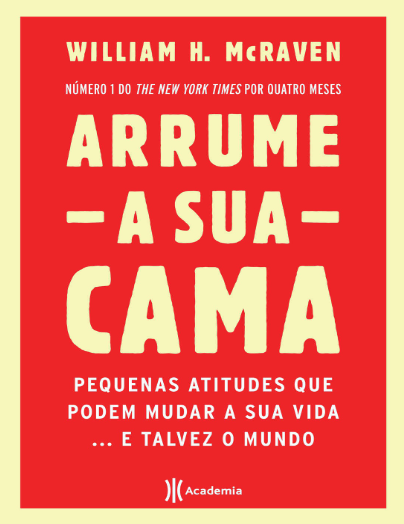 WILLIAM H. McRAVEN
NÚMERO 1 DO THE NEW YORK TIMES POR QUATRO MESES
ARRUME
– A SUA –
CAMA
PEQUENAS ATITUDES QUE
PODEM MUDAR A SUA VIDA
... E TALVEZ O MUNDO
Academia